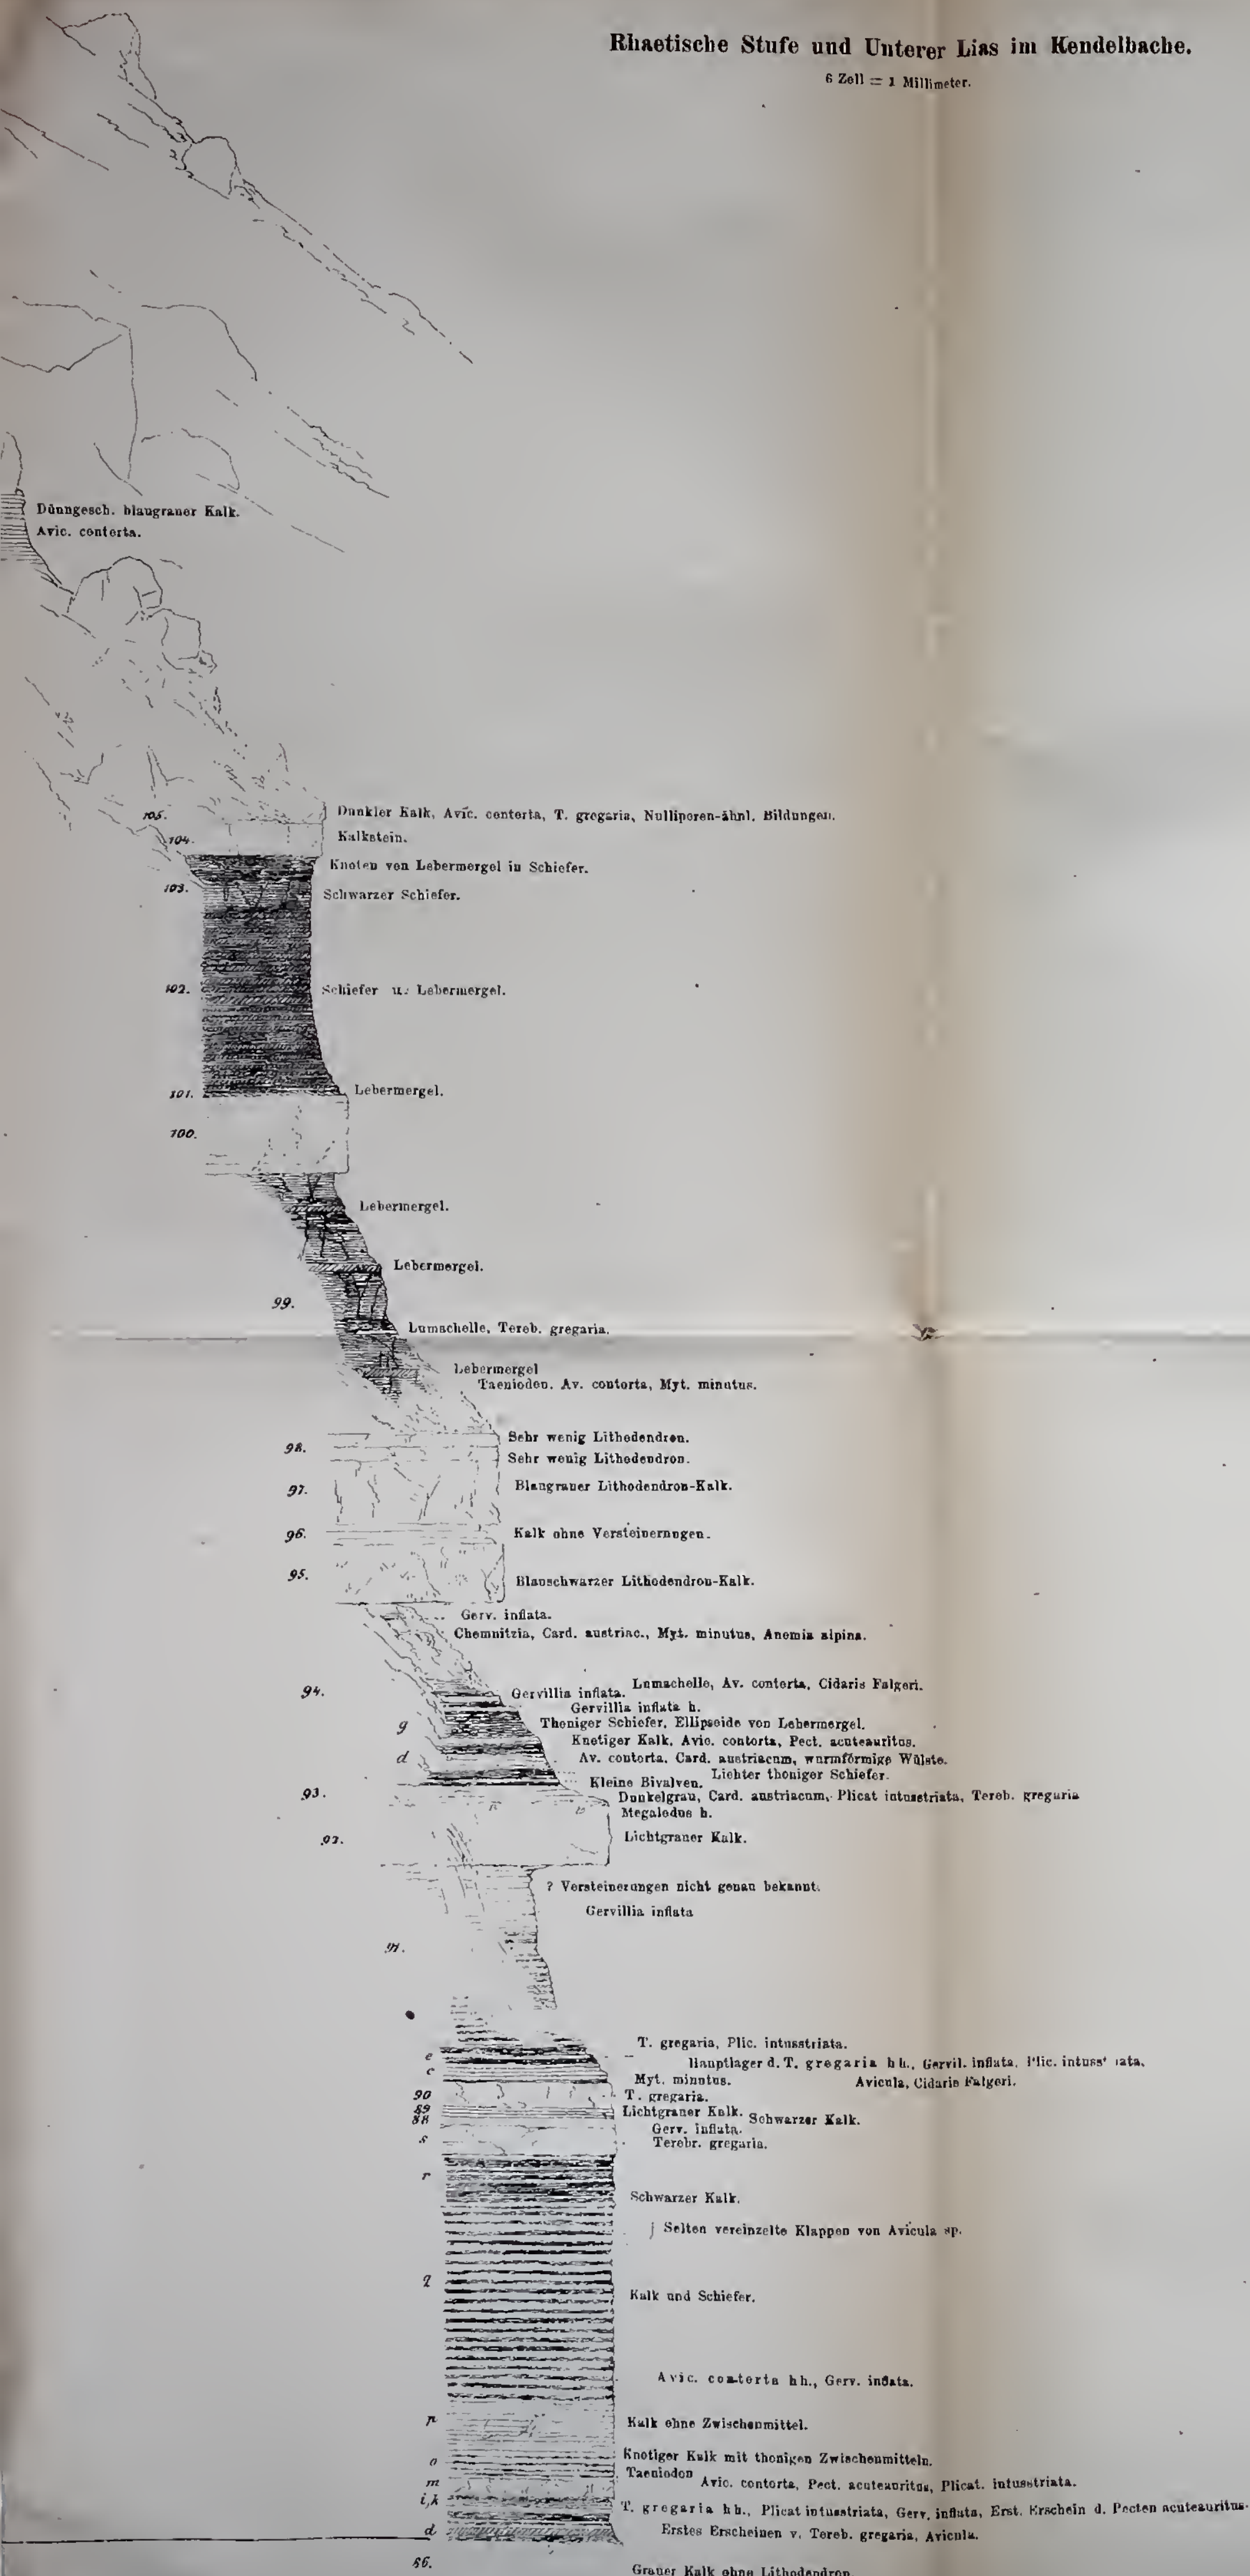 Rhaetische Stufe und Unterer Lias im Kendelbache.
6 Zoll = 1 Millimeter.
Dünngesch. blaugrauer Kalk.
Avic. contorta.
105. Dunkler Kalk, Avic. contorta, T. gregaria, Nulliporen-ähnl. Bildungen.
104. Kalkstein.
Knoten von Lebermergel in Schiefer.
103. Schwarzer Schiefer.
102. Schiefer u. Lebermergel.
101. Lebermergel.
100.
Lebermergel.
Lebermergel.
99.
Lumachelle, Tereb. gregaria.
Lebermergel
Taeniodon. Av. contorta, Myt. minutus.
Sehr wenig Lithodendron.
98.
Sehr wenig Lithodendron.
97. Blaugrauer Lithodendron-Kalk.
96. Kalk ohne Versteinerungen.
95. Blauschwarzer Lithodendron-Kalk.
Gerv. inflata.
Chemnitzia, Card. austriac., Myt. minutus, Anomia alpina.
Lumachelle, Av. contorta, Cidaris Falgeri.
94. Gervillia inflata.
Gervillia inflata h.
g Thoniger Schiefer, Ellipseide von Lebermergel.
Knotiger Kalk, Avic. contorta, Pect. acuteauritus.
d Av. contorta, Card. austriacum, wurmförmige Wülste.
Lichter thoniger Schiefer.
Kleine Bivalven.
93. Dunkelgrau, Card. austriacum, Plicat intusstriata, Tereb. gregaria
Megalodus h.
92. Lichtgrauer Kalk.
? Versteinerungen nicht genau bekannt.
Gervillia inflata
91.
T. gregaria, Plic. intusstriata.
e Hauptlager d. T. gregaria hh., Gervil. inflata, Plic. intuss
c Myt. minutus. Avicula, Cidaris Falgeri.
90 T. gregaria.
89 Lichtgrauer Kalk. Schwarzer Kalk.
88 Gerv. inflata.
s Terebr. gregaria.
r
Schwarzer Kalk.
Selten vereinzelte Klappen von Avicula sp.
q
Kalk und Schiefer.
Avic. contorta hh., Gerv. inflata.
p Kalk ohne Zwischenmittel.
o Knotiger Kalk mit thonigen Zwischenmitteln.
Taeniodon
m Avic. contorta, Pect. acuteauritus, Plicat. intusstriata.
i,k T. gregaria hh., Plicat intusstriata, Gerv. inflata, Erst. Erschein d. Pecten acuteauritus.
d Erstes Erscheinen v. Tereb. gregaria, Avicula.
86. Grauer Kalk ohne Lithodendron.